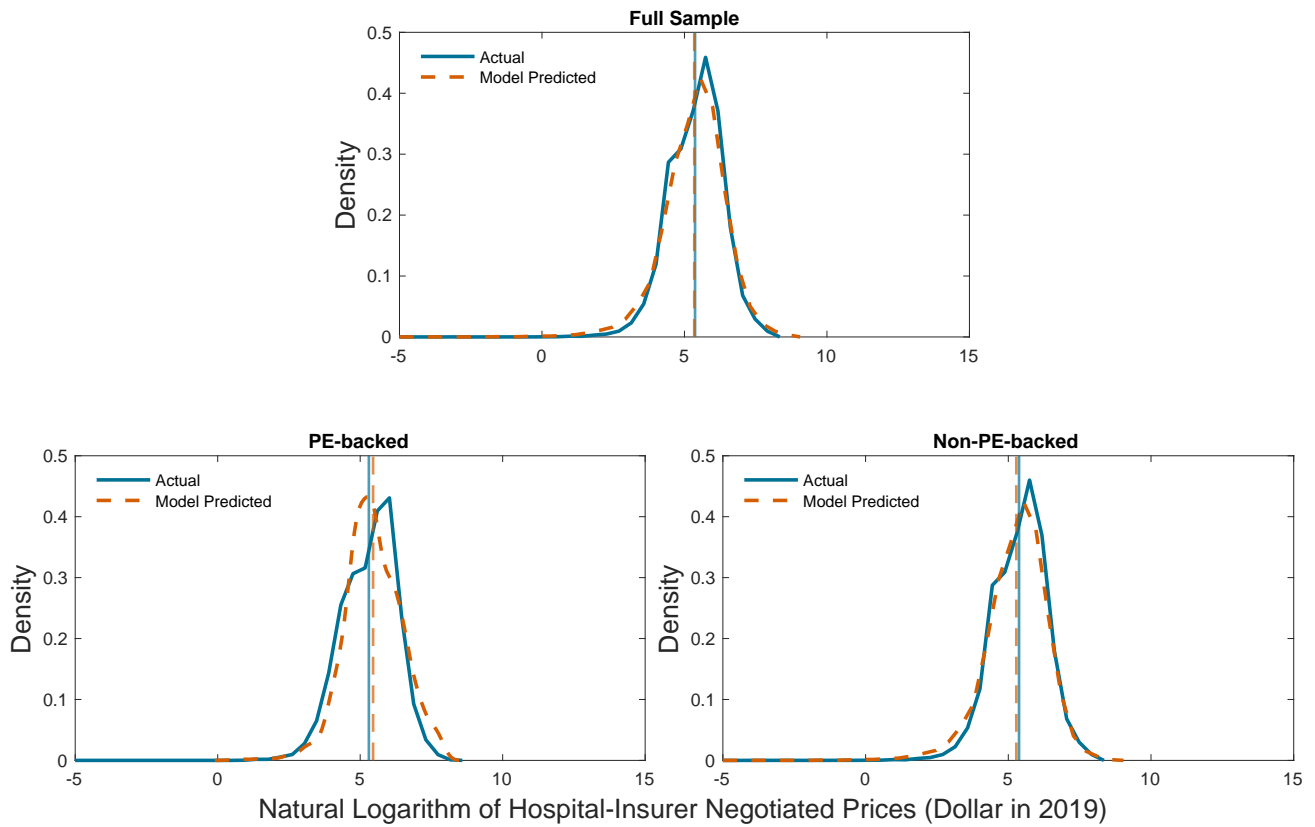 Full Sample
0.5
0.4
0.3
0.2
0.1
0
Density
Actual
Model Predicted
-5 0 5 10 15
PE-backed
0.5
0.4
0.3
0.2
0.1
0
Density
Actual
Model Predicted
-5 0 5 10 15
Non-PE-backed
0.5
0.4
0.3
0.2
0.1
0
Density
Actual
Model Predicted
-5 0 5 10 15
Natural Logarithm of Hospital-Insurer Negotiated Prices (Dollar in 2019)